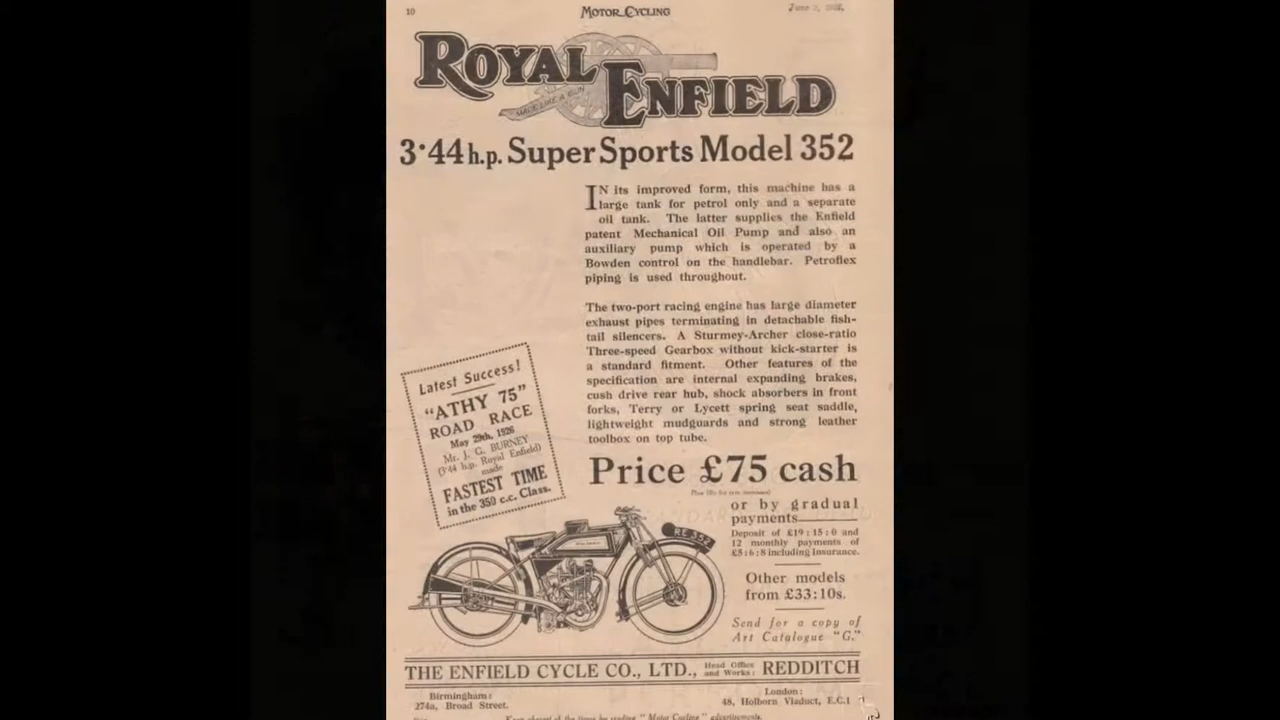 10
MOTOR CYCLING
ROYAL
ENFIELD
MADE LIKE A GUN
3·44 h.p. Super Sports Model 352
IN its improved form, this machine has a
large tank for petrol only and a separate
oil tank. The latter supplies the Enfield
patent Mechanical Oil Pump and also an
auxiliary pump which is operated by a
Bowden control on the handlebar. Petroflex
piping is used throughout.
The two-port racing engine has large diameter
exhaust pipes terminating in detachable fish-
tail silencers. A Sturmey-Archer close-ratio
Three-speed Gearbox without kick-starter is
a standard fitment. Other features of the
specification are internal expanding brakes,
cush drive rear hub, shock absorbers in front
forks, Terry or Lycett spring seat saddle,
lightweight mudguards and strong leather
toolbox on top tube.
Latest Success!
"ATHY 75"
ROAD RACE
May 29th, 1926
Mr. J. G. BURNEY
(3·44 h.p. Royal Enfield)
made
FASTEST TIME
in the 350 c.c. Class.
Price £75 cash
or by gradual
payments
Deposit of £19 : 15 : 0 and
12 monthly payments of
£5 : 6 : 8 including Insurance.
RE 352
Other models
from £33:10s.
Send for a copy of
Art Catalogue "G."
THE ENFIELD CYCLE CO., LTD., Head Office and Works: REDDITCH
Birmingham:
274a, Broad Street.
London:
48, Holborn Viaduct, E.C.1